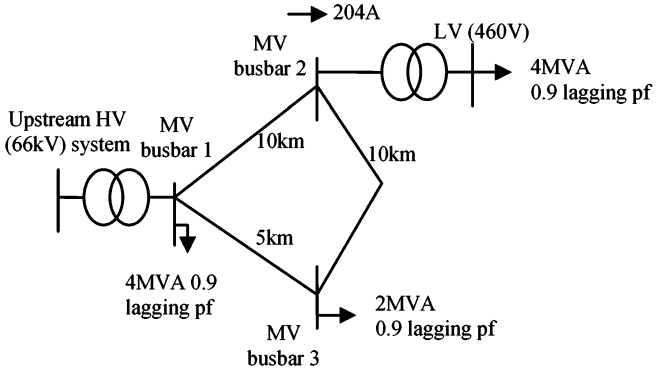 204A
LV (460V)
MV
busbar 2
4MVA
0.9 lagging pf
Upstream HV
(66kV) system
MV
busbar 1
10km
10km
5km
4MVA 0.9
lagging pf
2MVA
0.9 lagging pf
MV
busbar 3